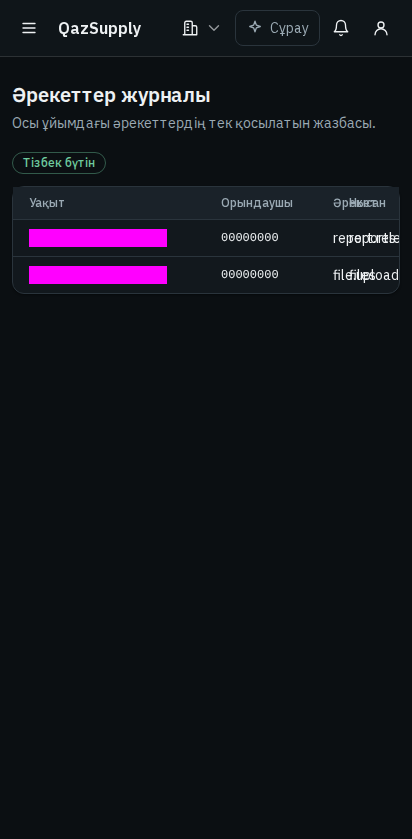 QazSupply
Сұрау
Әрекеттер журналы
Осы ұйымдағы әрекеттердің тек қосылатын жазбасы.
Тізбек бүтін
Уақыт Орындаушы
00000000
00000000